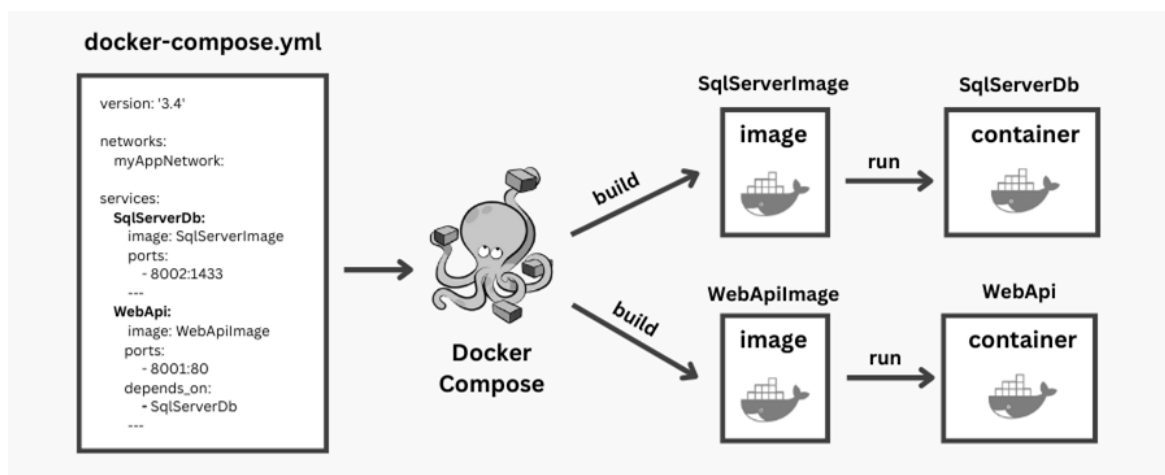 docker-compose.yml
version: '3.4'
networks:
myAppNetwork:
services:
SqlServerDb:
image: SqlServerImage
ports:
- 8002:1433
---
WebApi:
image: WebApiImage
ports:
- 8001:80
depends_on:
- SqlServerDb
---
Docker
Compose
build
build
SqlServerImage
image
run
SqlServerDb
container
WebApiImage
image
run
WebApi
container